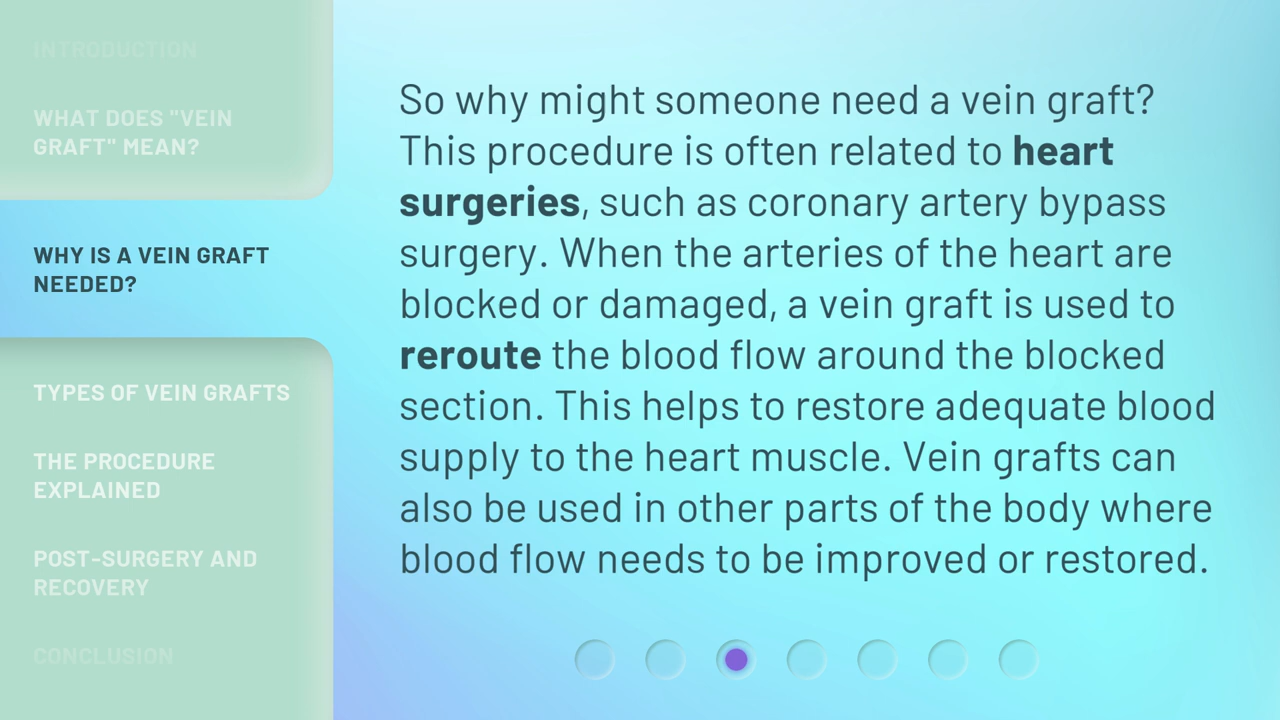 INTRODUCTION
WHAT DOES "VEIN
GRAFT" MEAN?
WHY IS A VEIN GRAFT
NEEDED?
TYPES OF VEIN GRAFTS
THE PROCEDURE
EXPLAINED
POST-SURGERY AND
RECOVERY
CONCLUSION
So why might someone need a vein graft?
This procedure is often related to heart
surgeries, such as coronary artery bypass
surgery. When the arteries of the heart are
blocked or damaged, a vein graft is used to
reroute the blood flow around the blocked
section. This helps to restore adequate blood
supply to the heart muscle. Vein grafts can
also be used in other parts of the body where
blood flow needs to be improved or restored.